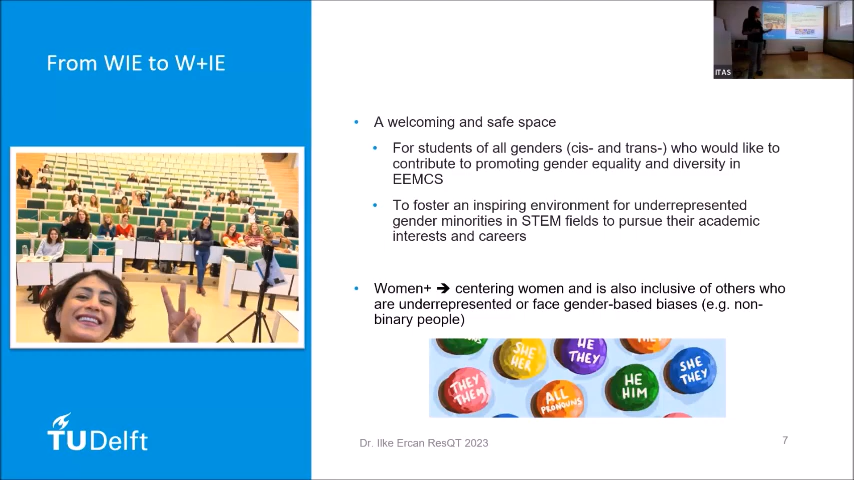 From WIE to W+IE
ITAS
• A welcoming and safe space
• For students of all genders (cis- and trans-) who would like to
contribute to promoting gender equality and diversity in
EEMCS
• To foster an inspiring environment for underrepresented
gender minorities in STEM fields to pursue their academic
interests and careers
• Women+ ➔ centering women and is also inclusive of others who
are underrepresented or face gender-based biases (e.g. non-
binary people)
SHE
HER
HE
THEY
THEY
THEM
ALL
PRONOUNS
HE
HIM
SHE
THEY
TU Delft
Dr. Ilke Ercan ResQT 2023
7